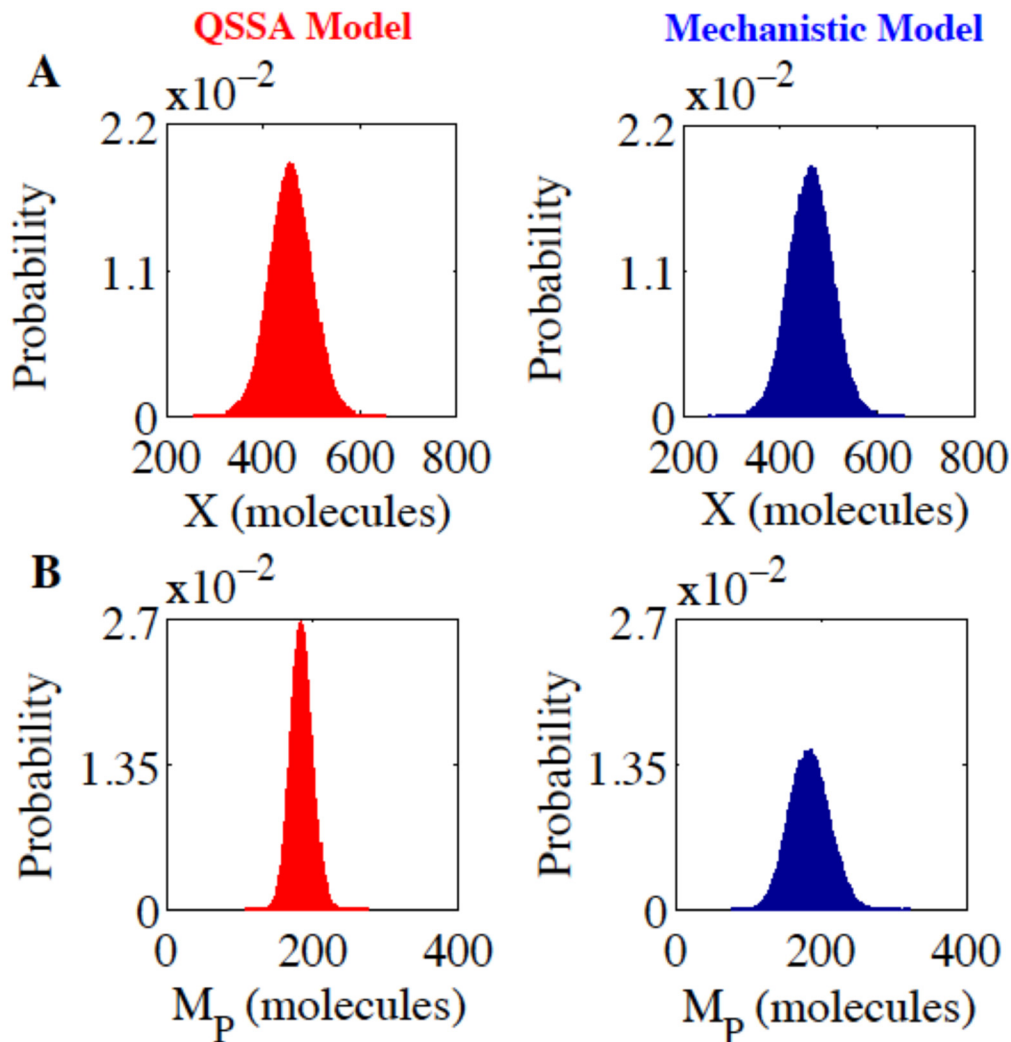 QSSA Model
Mechanistic Model
A
x10⁻²
2.2
1.1
0
Probability
200 400 600 800
X (molecules)
x10⁻²
2.2
1.1
0
Probability
200 400 600 800
X (molecules)
B
x10⁻²
2.7
1.35
0
Probability
0 200 400
M_P (molecules)
x10⁻²
2.7
1.35
0
Probability
0 200 400
M_P (molecules)